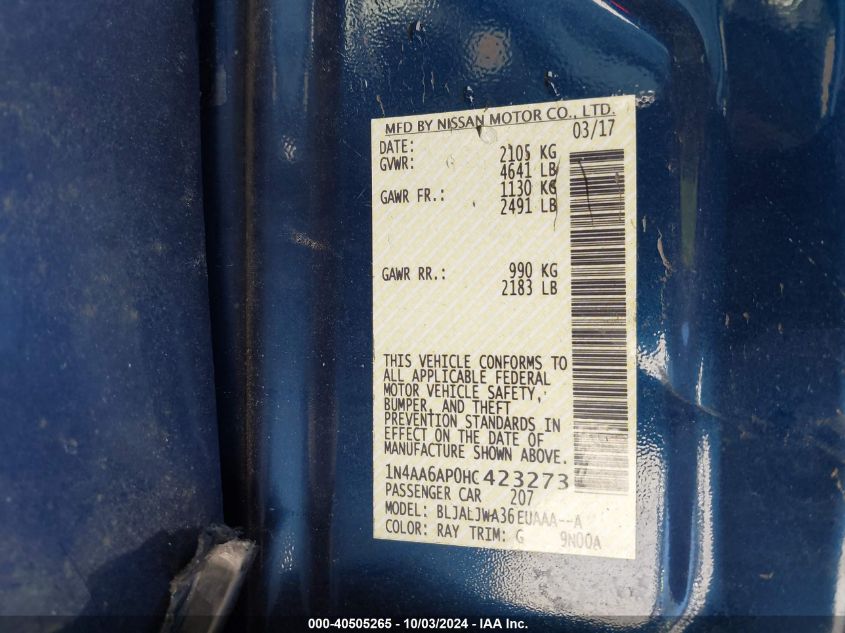 MFD BY NISSAN MOTOR CO., LTD.
DATE: 03/17
GVWR: 2105 KG
4641 LB
GAWR FR.: 1130 KG
2491 LB
GAWR RR.: 990 KG
2183 LB
THIS VEHICLE CONFORMS TO
ALL APPLICABLE FEDERAL
MOTOR VEHICLE SAFETY,
BUMPER, AND THEFT
PREVENTION STANDARDS IN
EFFECT ON THE DATE OF
MANUFACTURE SHOWN ABOVE.
1N4AA6AP0HC423273
PASSENGER CAR 207
MODEL: BLJALJWA36EUAAA--A
COLOR: RAY TRIM: G 9N00A
000-40505265 - 10/03/2024 - IAA Inc.